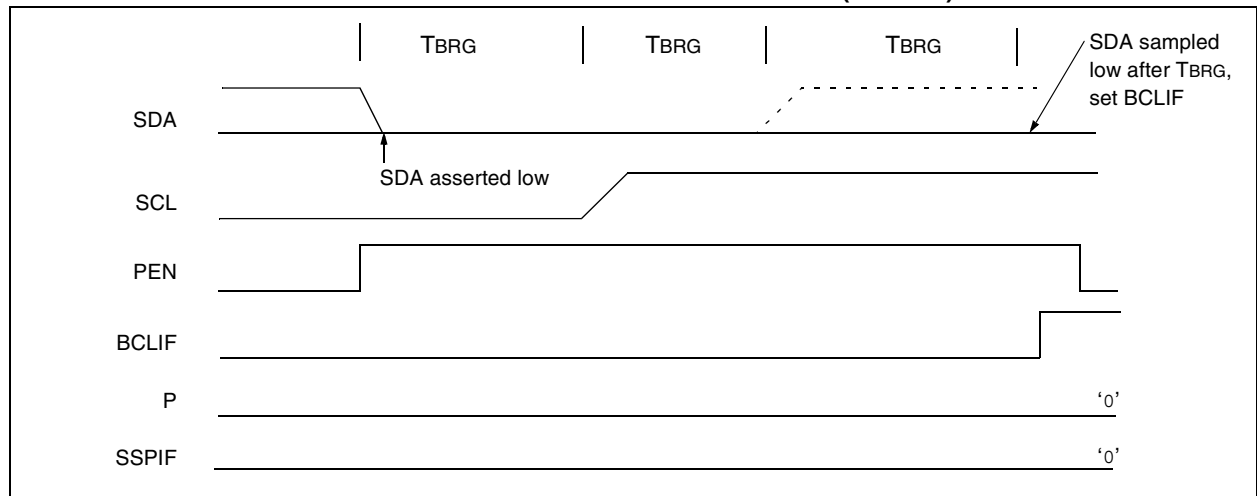 TBRG TBRG TBRG
SDA sampled
low after TBRG,
set BCLIF
SDA
SDA asserted low
SCL
PEN
BCLIF
P ‘0’
SSPIF ‘0’